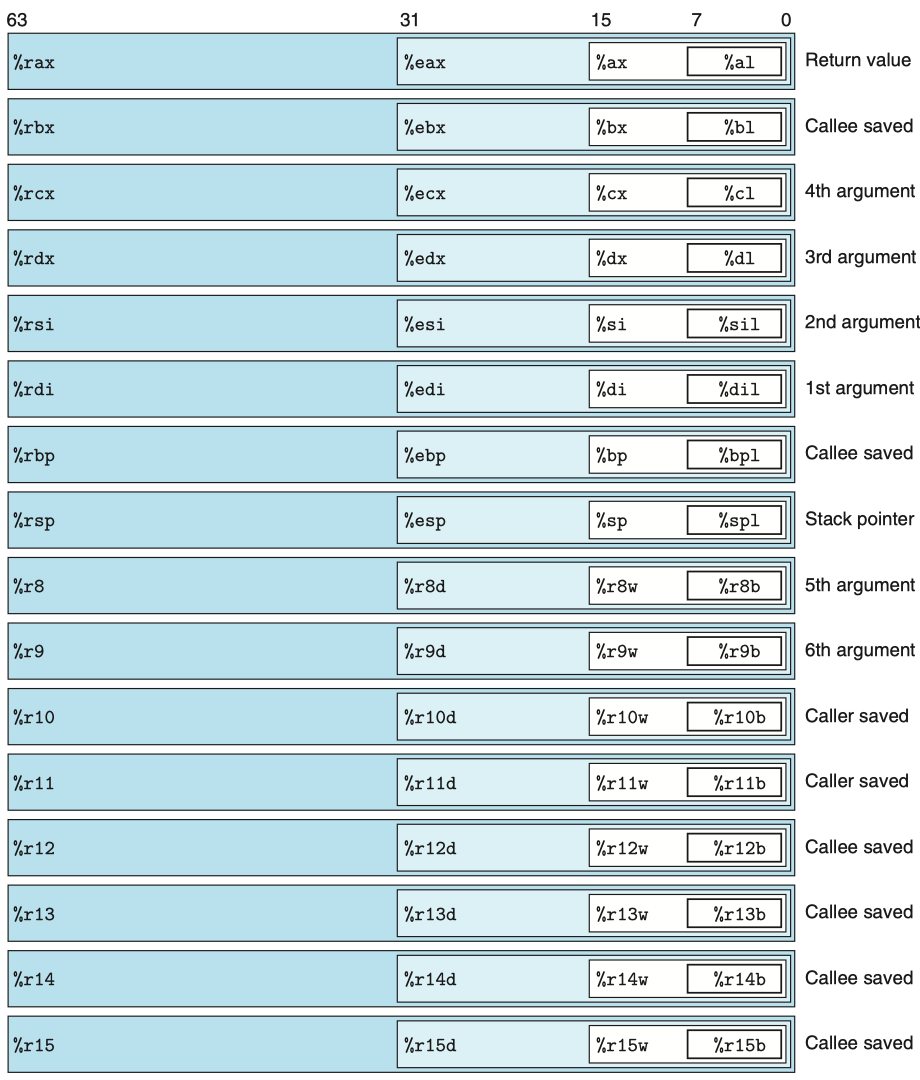 63 31 15 7 0
%rax %eax %ax %al Return value
%rbx %ebx %bx %bl Callee saved
%rcx %ecx %cx %cl 4th argument
%rdx %edx %dx %dl 3rd argument
%rsi %esi %si %sil 2nd argument
%rdi %edi %di %dil 1st argument
%rbp %ebp %bp %bpl Callee saved
%rsp %esp %sp %spl Stack pointer
%r8 %r8d %r8w %r8b 5th argument
%r9 %r9d %r9w %r9b 6th argument
%r10 %r10d %r10w %r10b Caller saved
%r11 %r11d %r11w %r11b Caller saved
%r12 %r12d %r12w %r12b Callee saved
%r13 %r13d %r13w %r13b Callee saved
%r14 %r14d %r14w %r14b Callee saved
%r15 %r15d %r15w %r15b Callee saved